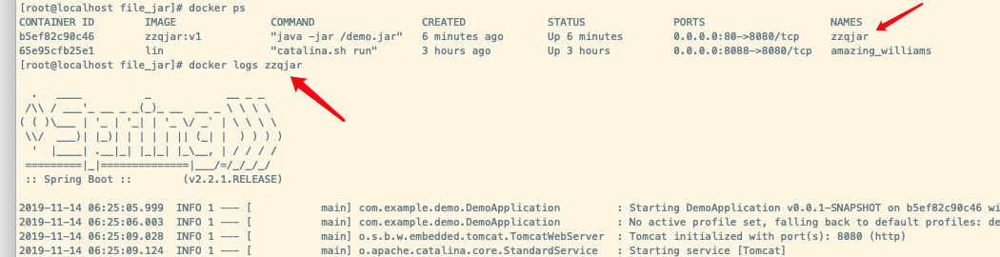 [root@localhost file_jar]# docker ps
CONTAINER ID        IMAGE               COMMAND                  CREATED             STATUS              PORTS                    NAMES
b5ef82c90c46        zzqjar:v1           "java -jar /demo.jar"    6 minutes ago       Up 6 minutes        0.0.0.0:80->8080/tcp     zzqjar
65e95cfb25e1        lin                 "catalina.sh run"        3 hours ago         Up 3 hours          0.0.0.0:8088->8080/tcp   amazing_williams
[root@localhost file_jar]# docker logs zzqjar
  .   ____          _            __ _ _
 /\\ / ___'_ __ _ _(_)_ __  __ _ \ \ \ \
( ( )\___ | '_ | '_| | '_ \/ _` | \ \ \ \
 \\/  ___)| |_)| | | | | || (_| |  ) ) ) )
  '  |____| .__|_| |_|_| |_\__, | / / / /
 =========|_|==============|___/=/_/_/_/
 :: Spring Boot ::        (v2.2.1.RELEASE)
2019-11-14 06:25:05.999  INFO 1 --- [           main] com.example.demo.DemoApplication         : Starting DemoApplication v0.0.1-SNAPSHOT on b5ef82c90c46 wi
2019-11-14 06:25:06.003  INFO 1 --- [           main] com.example.demo.DemoApplication         : No active profile set, falling back to default profiles: de
2019-11-14 06:25:09.028  INFO 1 --- [           main] o.s.b.w.embedded.tomcat.TomcatWebServer  : Tomcat initialized with port(s): 8080 (http)
2019-11-14 06:25:09.124  INFO 1 --- [           main] o.apache.catalina.core.StandardService   : Starting service [Tomcat]